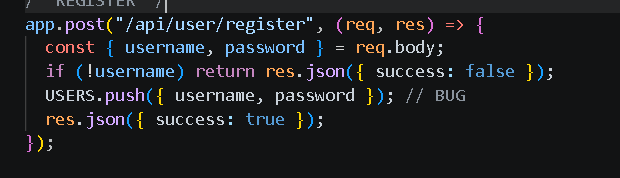 /* REGISTER */
app.post("/api/user/register", (req, res) => {
  const { username, password } = req.body;
  if (!username) return res.json({ success: false });
  USERS.push({ username, password }); // BUG
  res.json({ success: true });
});